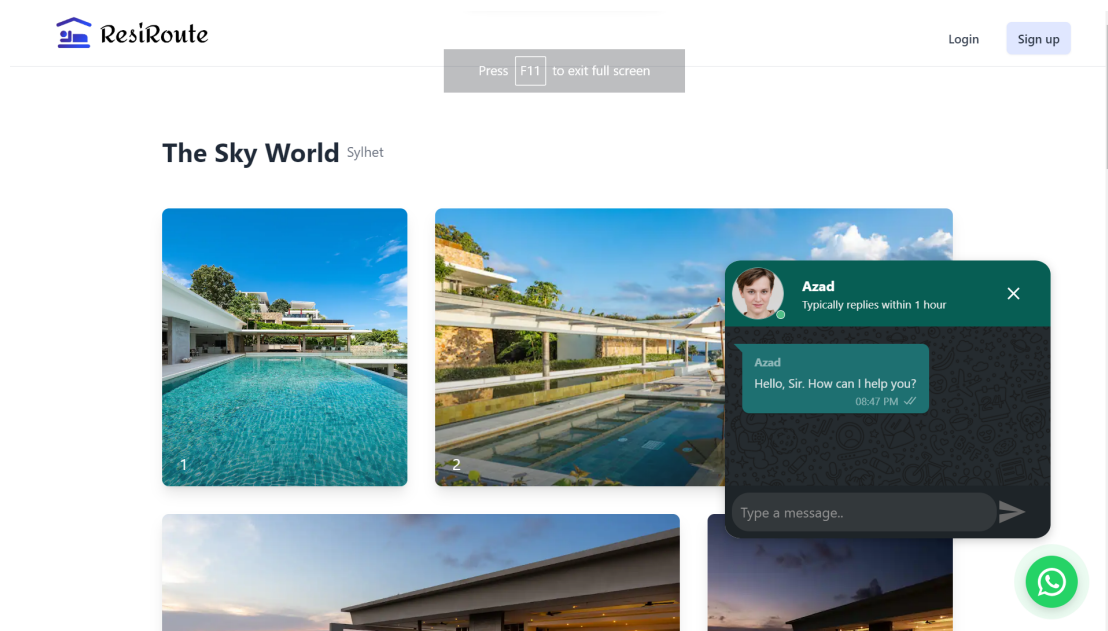 ResiRoute
Login
Sign up
Press F11 to exit full screen
The Sky World Sylhet
1
2
Azad
Typically replies within 1 hour
Azad
Hello, Sir. How can I help you?
08:47 PM
Type a message..